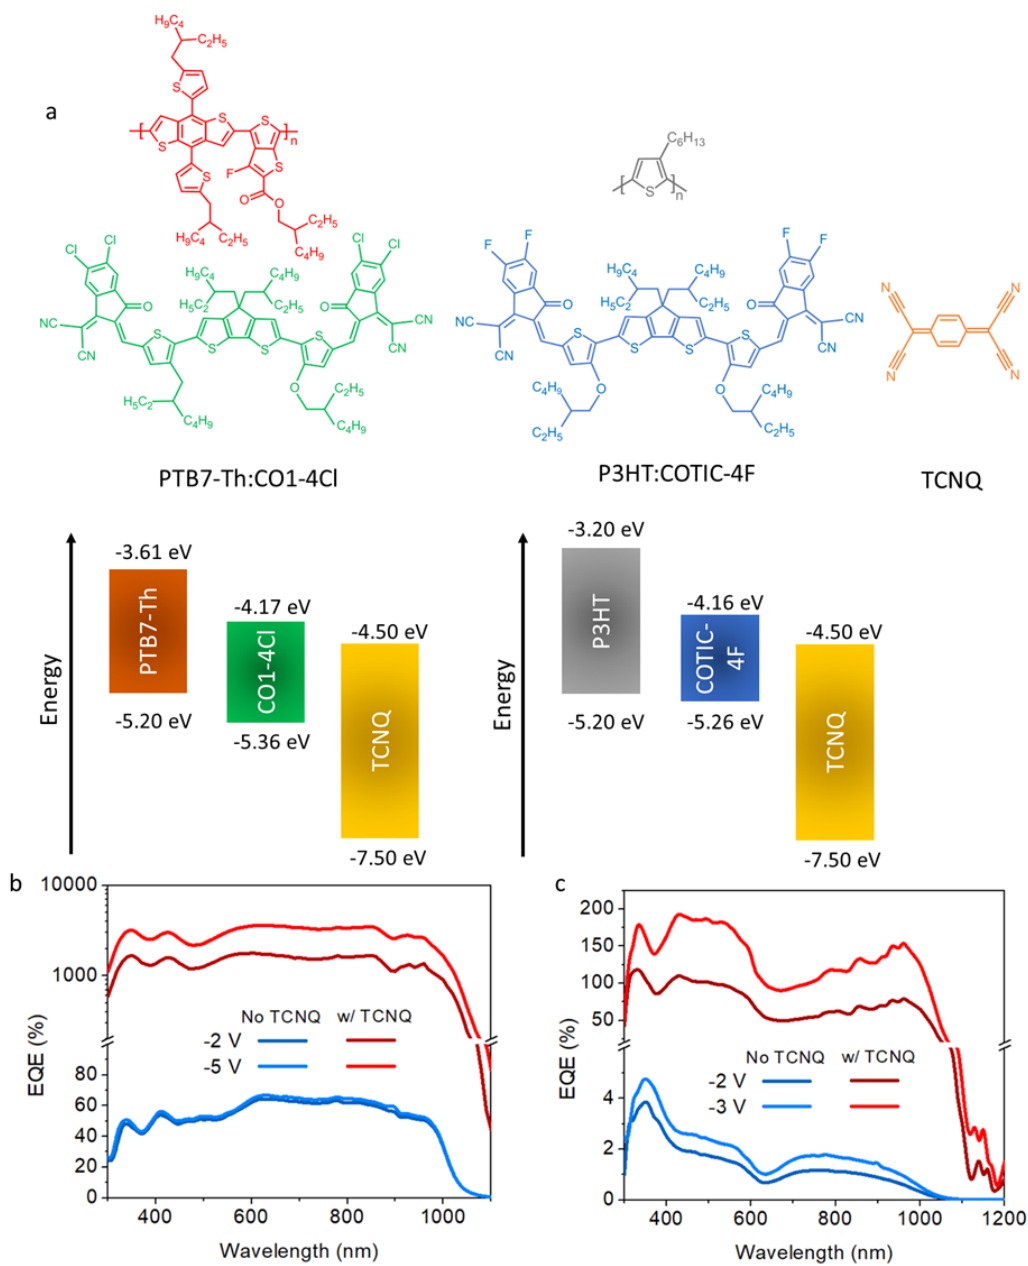 a
H₉C₄
C₂H₅
S
S
S
n
S
F
S
S
O
O
H₉C₄
C₂H₅
C₂H₅
C₄H₉
C₆H₁₃
S
n
Cl
Cl
Cl
Cl
H₉C₄
C₄H₉
H₅C₂
C₂H₅
O
O
NC
CN
CN
CN
S
S
S
S
O
H₅C₂
C₄H₉
C₂H₅
C₄H₉
F
F
F
F
H₉C₄
C₄H₉
H₅C₂
C₂H₅
O
O
NC
CN
CN
CN
S
S
S
S
O
O
C₄H₉
C₂H₅
C₄H₉
C₂H₅
N
N
N
N
PTB7-Th:CO1-4Cl
P3HT:COTIC-4F
TCNQ
Energy
-3.61 eV
PTB7-Th
-5.20 eV
-4.17 eV
CO1-4Cl
-5.36 eV
-4.50 eV
TCNQ
-7.50 eV
Energy
-3.20 eV
P3HT
-5.20 eV
-4.16 eV
COTIC-
4F
-5.26 eV
-4.50 eV
TCNQ
-7.50 eV
b
10000
1000
80
60
40
20
0
EQE (%)
No TCNQ w/ TCNQ
-2 V
-5 V
400 600 800 1000
Wavelength (nm)
c
200
150
100
50
4
2
0
EQE (%)
No TCNQ w/ TCNQ
-2 V
-3 V
400 600 800 1000 1200
Wavelength (nm)